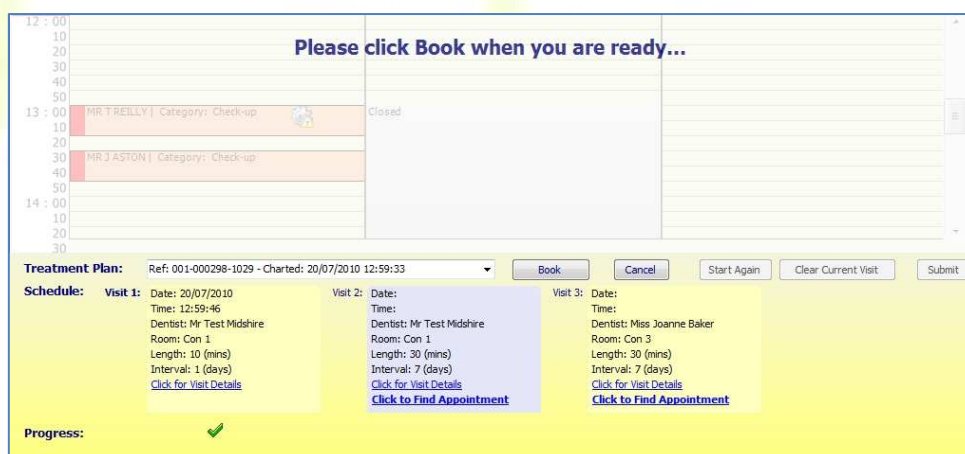 12 : 00
10
20
Please click Book when you are ready...
30
40
50
13 : 00 MR T REILLY | Category: Check-up Closed
10
20
30 MR J ASTON | Category: Check-up
40
50
14 : 00
10
20
30
Treatment Plan: Ref: 001-000298-1029 - Charted: 20/07/2010 12:59:33 Book Cancel Start Again Clear Current Visit Submit
Schedule: Visit 1: Date: 20/07/2010 Visit 2: Date: Visit 3: Date:
Time: 12:59:46 Time: Time:
Dentist: Mr Test Midshire Dentist: Mr Test Midshire Dentist: Miss Joanne Baker
Room: Con 1 Room: Con 1 Room: Con 3
Length: 10 (mins) Length: 30 (mins) Length: 30 (mins)
Interval: 1 (days) Interval: 7 (days) Interval: 7 (days)
Click for Visit Details Click for Visit Details Click for Visit Details
Click to Find Appointment Click to Find Appointment
Progress: